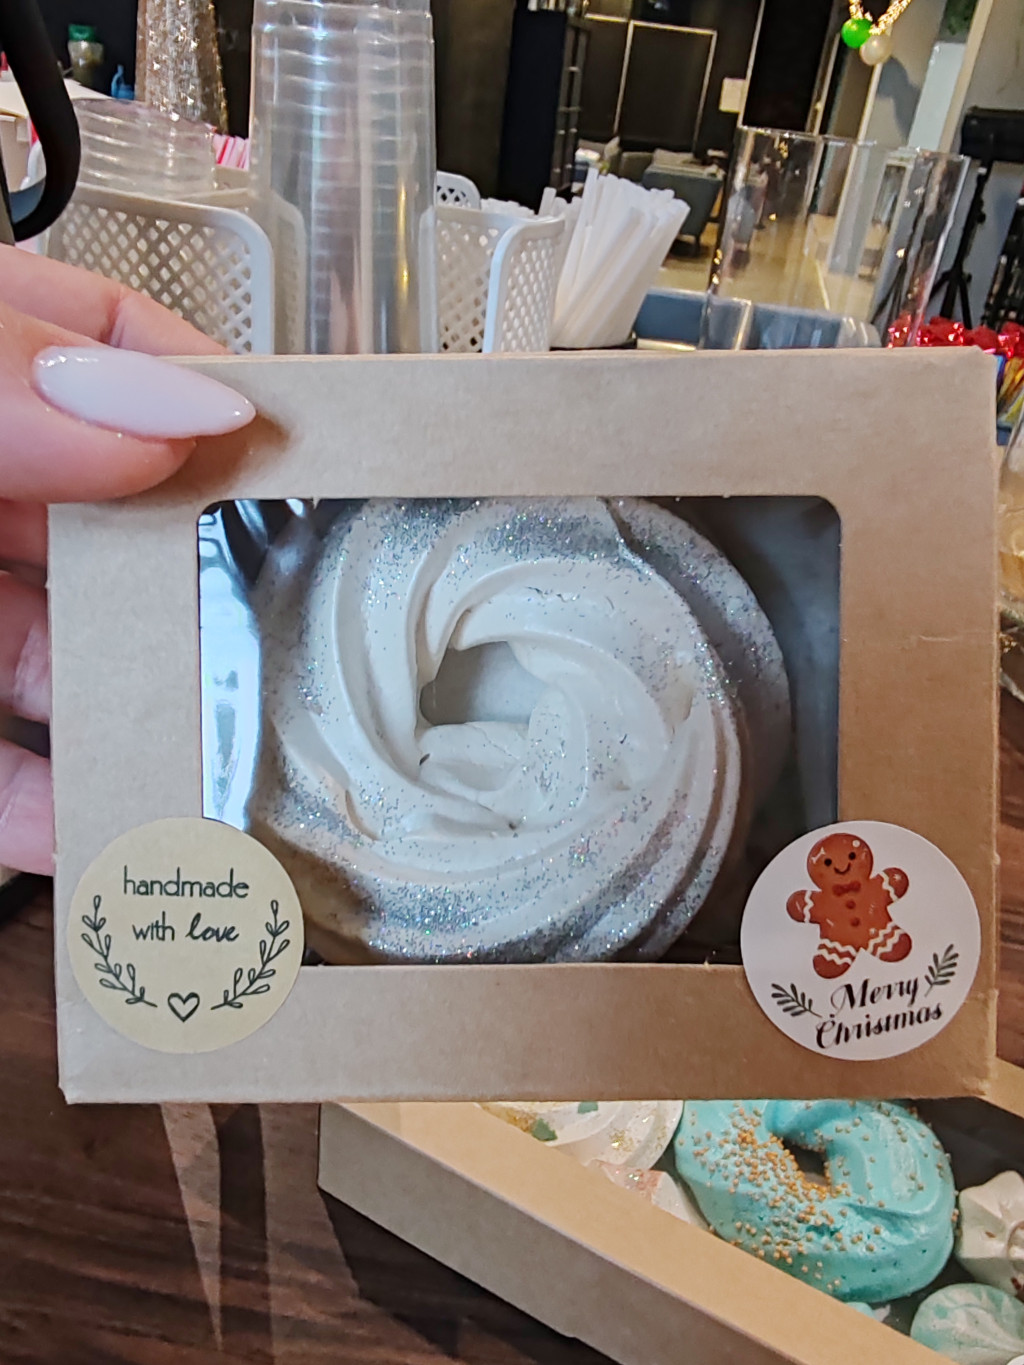 handmade
with love
Merry
Christmas